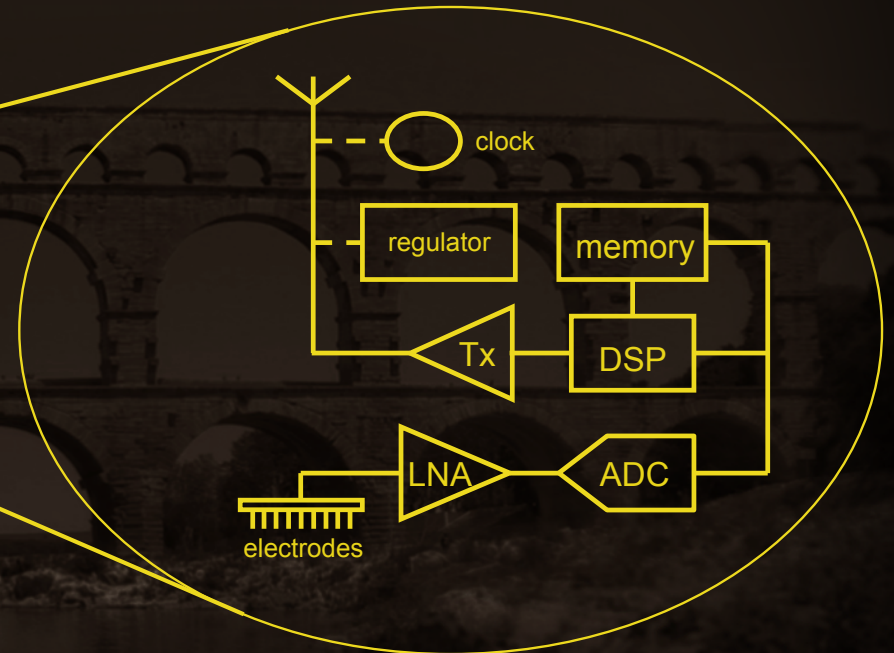 clock
regulator
memory
Tx
DSP
LNA
ADC
electrodes